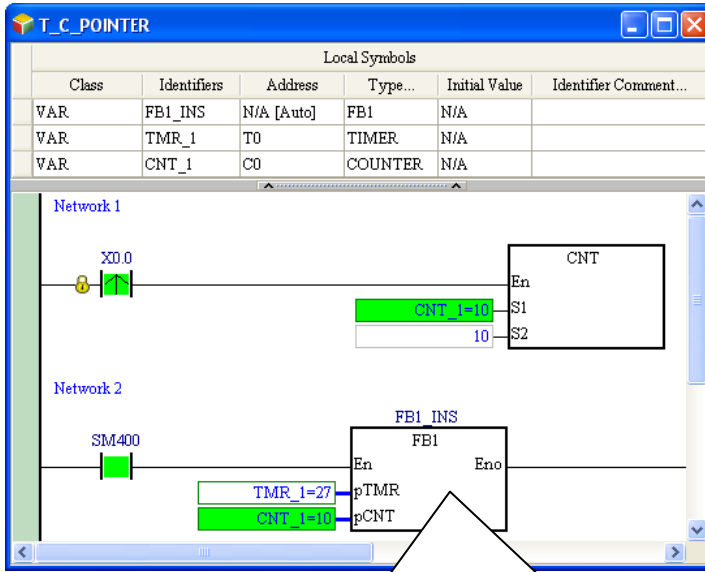 T_C_POINTER
Local Symbols
Class Identifiers Address Type... Initial Value Identifier Comment...
VAR FB1_INS N/A [Auto] FB1 N/A
VAR TMR_1 T0 TIMER N/A
VAR CNT_1 C0 COUNTER N/A
Network 1
X0.0 CNT
En
CNT_1=10 S1
10 S2
Network 2
FB1_INS
SM400 FB1
En Eno
TMR_1=27 pTMR
CNT_1=10 pCNT